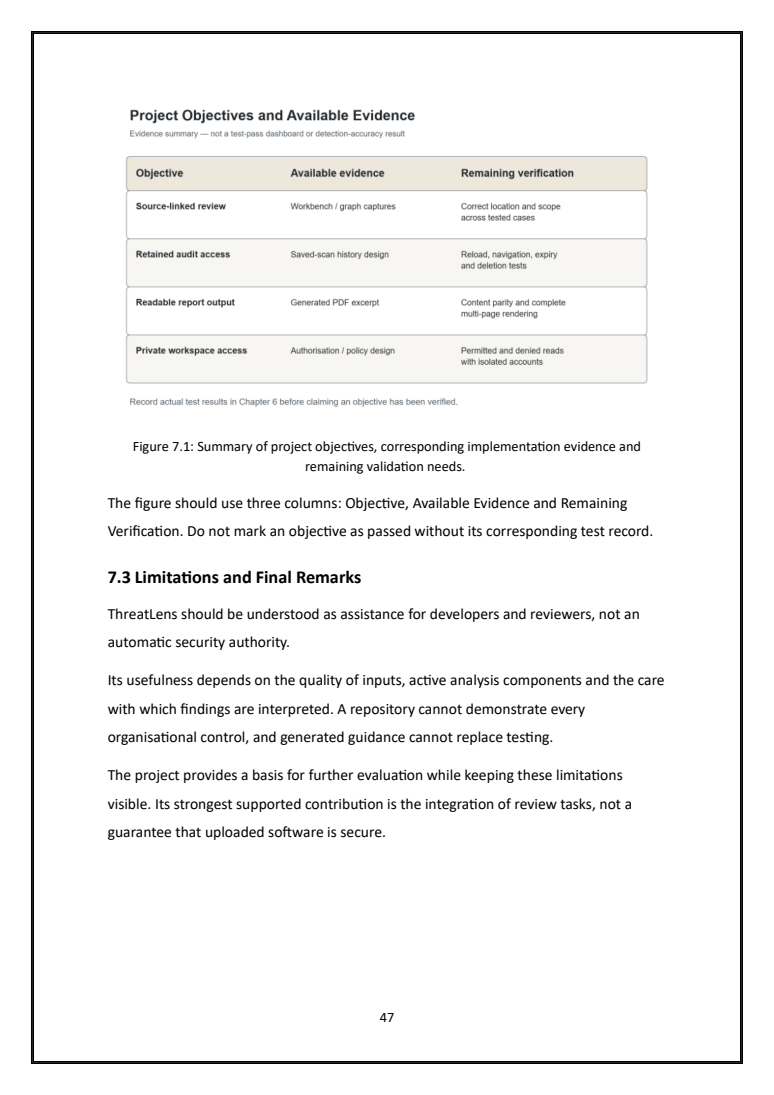 Project Objectives and Available Evidence
Evidence summary — not a test-pass dashboard or detection-accuracy result
Objective Available evidence Remaining verification
Source-linked review Workbench / graph captures Correct location and scope
across tested cases
Retained audit access Saved-scan history design Reload, navigation, expiry
and deletion tests
Readable report output Generated PDF excerpt Content parity and complete
multi-page rendering
Private workspace access Authorisation / policy design Permitted and denied reads
with isolated accounts
Record actual test results in Chapter 6 before claiming an objective has been verified.
Figure 7.1: Summary of project objectives, corresponding implementation evidence and
remaining validation needs.
The figure should use three columns: Objective, Available Evidence and Remaining
Verification. Do not mark an objective as passed without its corresponding test record.
7.3 Limitations and Final Remarks
ThreatLens should be understood as assistance for developers and reviewers, not an
automatic security authority.
Its usefulness depends on the quality of inputs, active analysis components and the care
with which findings are interpreted. A repository cannot demonstrate every
organisational control, and generated guidance cannot replace testing.
The project provides a basis for further evaluation while keeping these limitations
visible. Its strongest supported contribution is the integration of review tasks, not a
guarantee that uploaded software is secure.
47